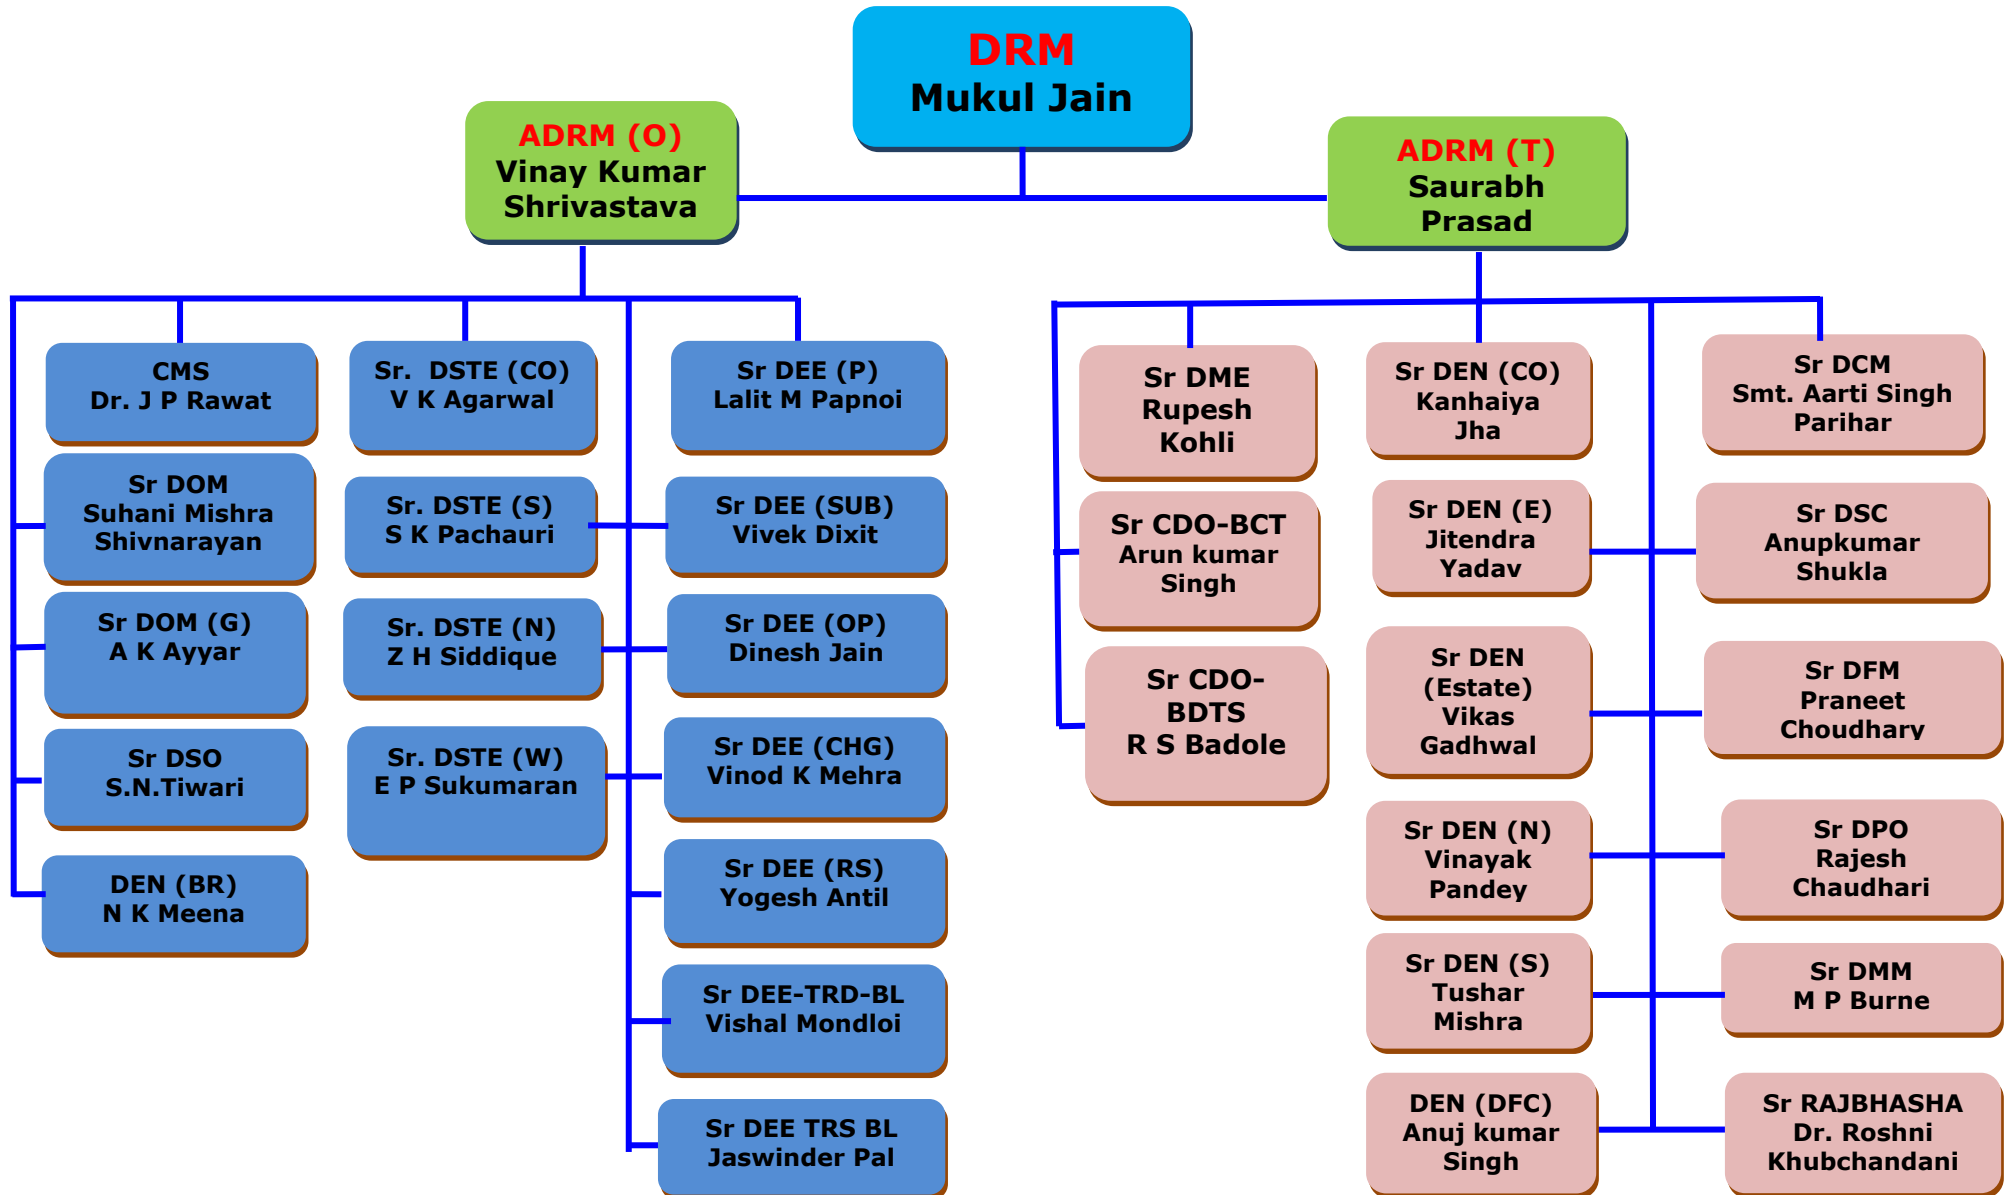 DRM
Mukul Jain
ADRM (O)
Vinay Kumar
Shrivastava
ADRM (T)
Saurabh
Prasad
CMS
Dr. J P Rawat
Sr DOM
Suhani Mishra
Shivnarayan
Sr DOM (G)
A K Ayyar
Sr DSO
S.N.Tiwari
DEN (BR)
N K Meena
Sr.  DSTE (CO)
V K Agarwal
Sr. DSTE (S)
S K Pachauri
Sr. DSTE (N)
Z H Siddique
Sr. DSTE (W)
E P Sukumaran
Sr DEE (P)
Lalit M Papnoi
Sr DEE (SUB)
Vivek Dixit
Sr DEE (OP)
Dinesh Jain
Sr DEE (CHG)
Vinod K Mehra
Sr DEE (RS)
Yogesh Antil
Sr DEE-TRD-BL
Vishal Mondloi
Sr DEE TRS BL
Jaswinder Pal
Sr DME
Rupesh
Kohli
Sr CDO-BCT
Arun kumar
Singh
Sr CDO-
BDTS
R S Badole
Sr DEN (CO)
Kanhaiya
Jha
Sr DEN (E)
Jitendra
Yadav
Sr DEN
(Estate)
Vikas
Gadhwal
Sr DEN (N)
Vinayak
Pandey
Sr DEN (S)
Tushar
Mishra
DEN (DFC)
Anuj kumar
Singh
Sr DCM
Smt. Aarti Singh
Parihar
Sr DSC
Anupkumar
Shukla
Sr DFM
Praneet
Choudhary
Sr DPO
Rajesh
Chaudhari
Sr DMM
M P Burne
Sr RAJBHASHA
Dr. Roshni
Khubchandani